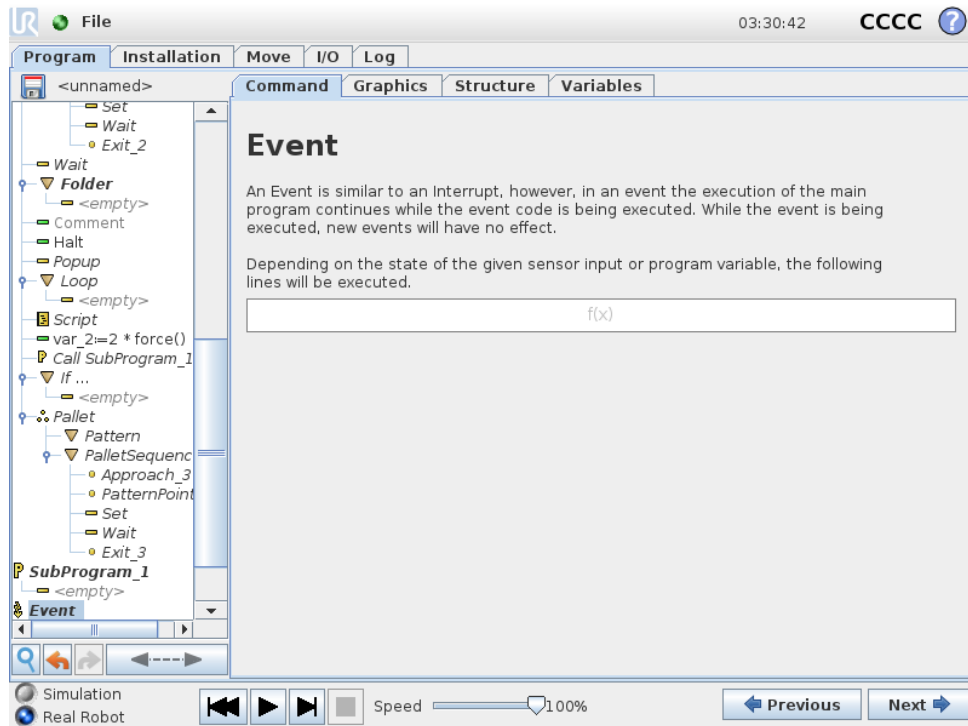 UR File 03:30:42 CCCC ?
Program Installation Move I/O Log
<unnamed>
Command Graphics Structure Variables
Set
Wait
Exit_2
Wait
Folder
<empty>
Comment
Halt
Popup
Loop
<empty>
Script
var_2:=2 * force()
Call SubProgram_1
If ...
<empty>
Pallet
Pattern
PalletSequenc
Approach_3
PatternPoint
Set
Wait
Exit_3
SubProgram_1
<empty>
Event
Event
An Event is similar to an Interrupt, however, in an event the execution of the main
program continues while the event code is being executed. While the event is being
executed, new events will have no effect.
Depending on the state of the given sensor input or program variable, the following
lines will be executed.
f(x)
Simulation
Real Robot
Speed 100%
Previous Next